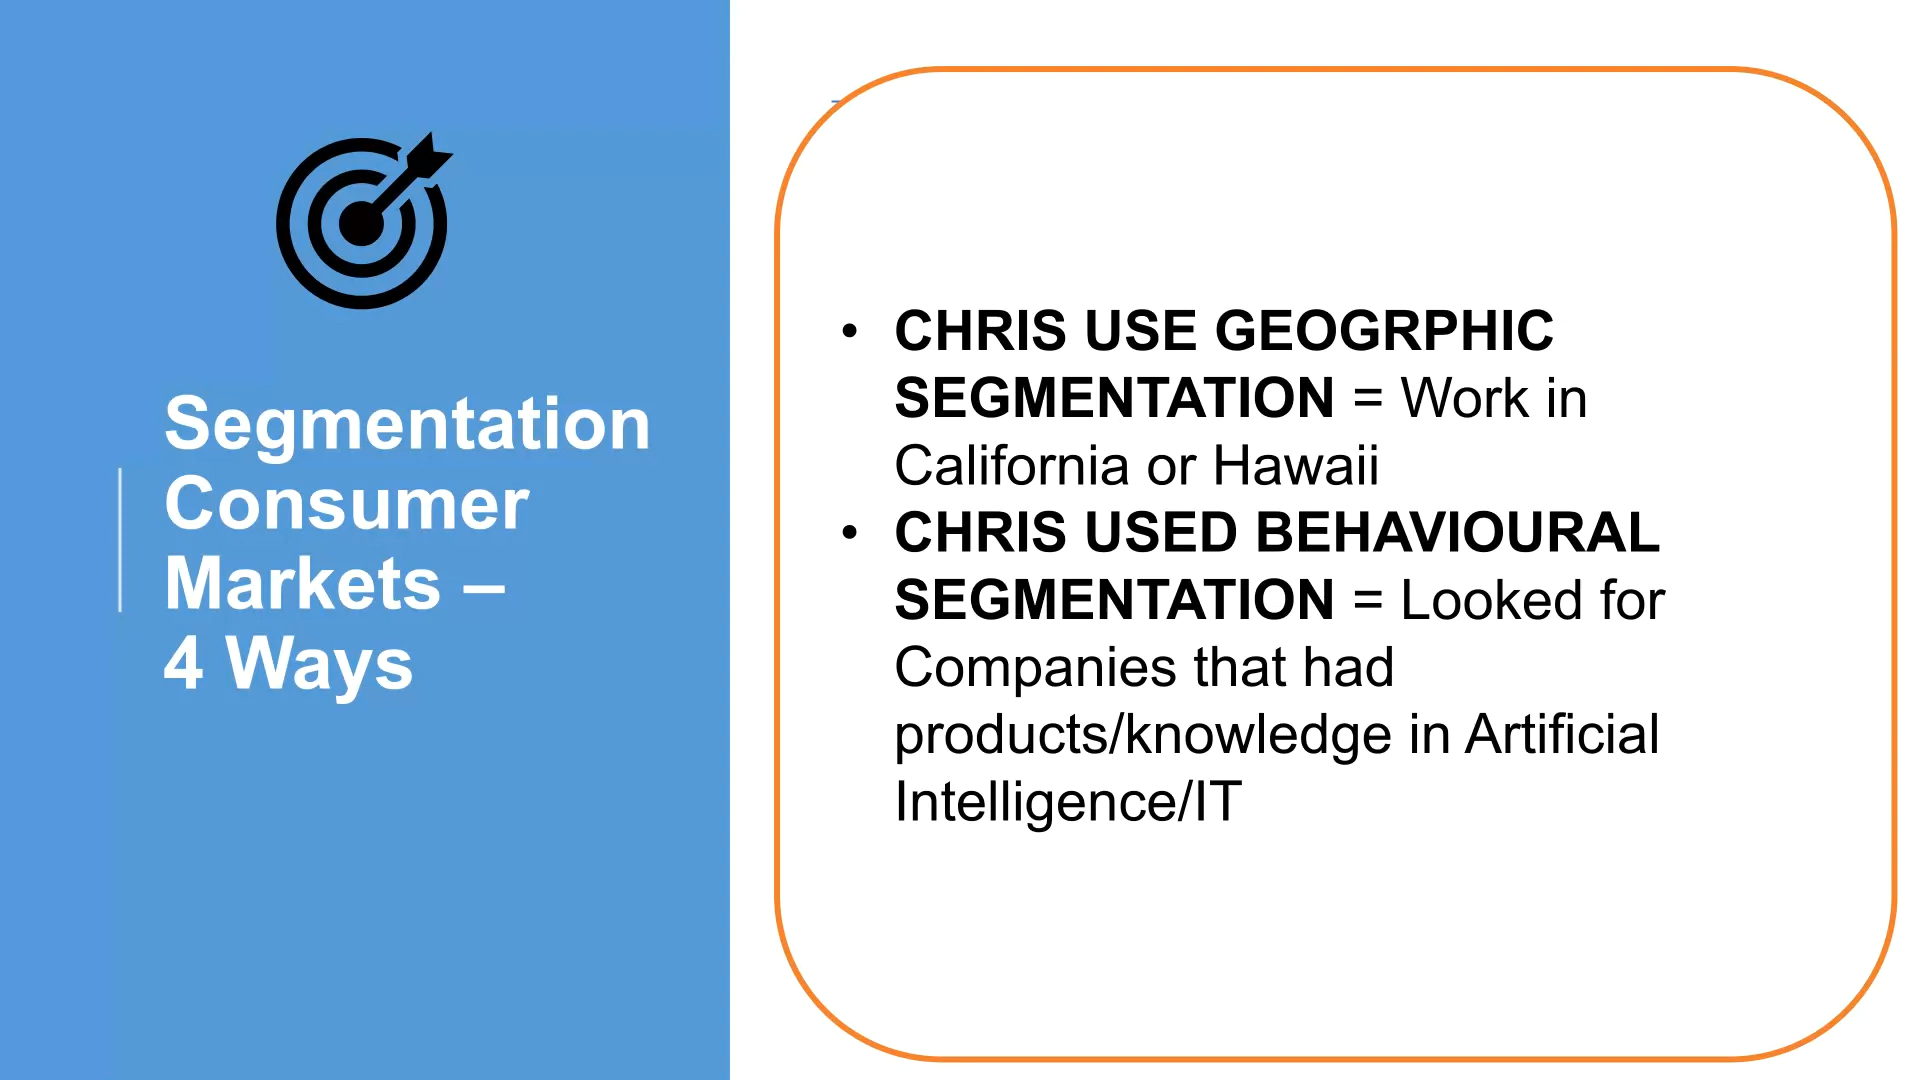 Segmentation
Consumer
Markets –
4 Ways
• CHRIS USE GEOGRPHIC
SEGMENTATION = Work in
California or Hawaii
• CHRIS USED BEHAVIOURAL
SEGMENTATION = Looked for
Companies that had
products/knowledge in Artificial
Intelligence/IT